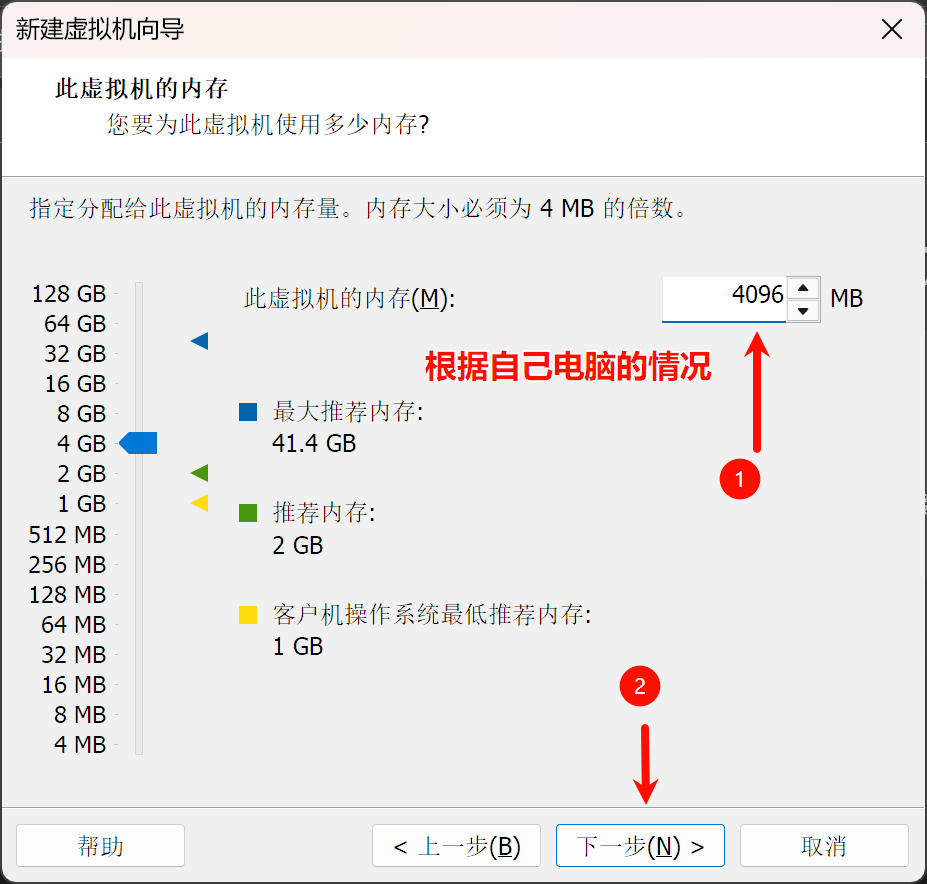 新建虚拟机向导
此虚拟机的内存
您要为此虚拟机使用多少内存?
指定分配给此虚拟机的内存量。内存大小必须为 4 MB 的倍数。
128 GB
64 GB
32 GB
16 GB
8 GB
4 GB
2 GB
1 GB
512 MB
256 MB
128 MB
64 MB
32 MB
16 MB
8 MB
4 MB
此虚拟机的内存(M):
4096
MB
根据自己电脑的情况
1
最大推荐内存:
41.4 GB
推荐内存:
2 GB
客户机操作系统最低推荐内存:
1 GB
2
帮助
< 上一步(B)
下一步(N) >
取消